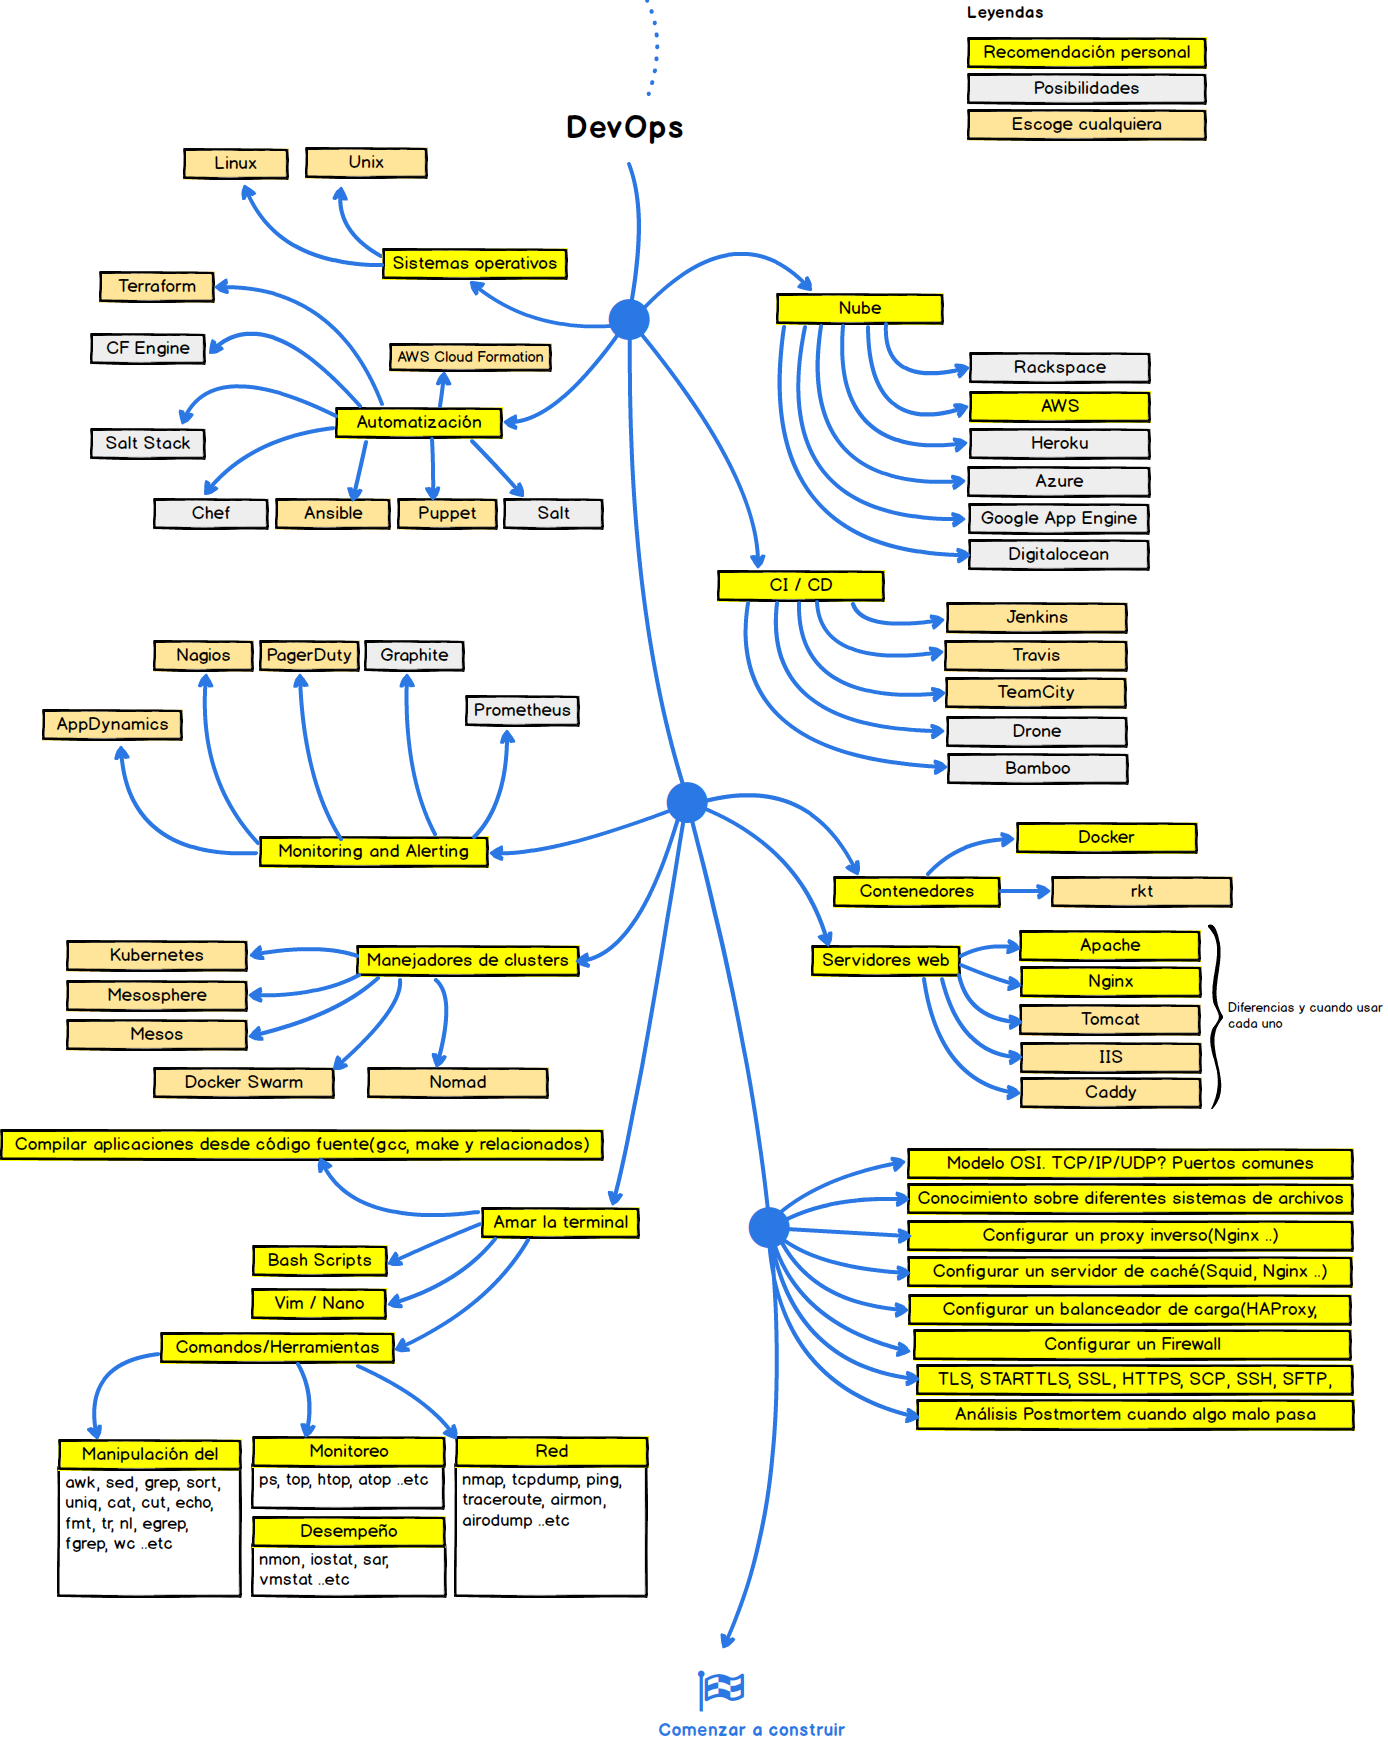 Leyendas
Recomendación personal
Posibilidades
Escoge cualquiera
DevOps
Linux
Unix
Sistemas operativos
Terraform
CF Engine
AWS Cloud Formation
Automatización
Salt Stack
Chef
Ansible
Puppet
Salt
Nube
Rackspace
AWS
Heroku
Azure
Google App Engine
Digitalocean
CI / CD
Jenkins
Travis
TeamCity
Drone
Bamboo
Nagios
PagerDuty
Graphite
Prometheus
AppDynamics
Monitoring and Alerting
Docker
Contenedores
rkt
Servidores web
Apache
Nginx
Tomcat
IIS
Caddy
Diferencias y cuando usar
cada uno
Kubernetes
Manejadores de clusters
Mesosphere
Mesos
Docker Swarm
Nomad
Compilar aplicaciones desde código fuente(gcc, make y relacionados)
Amar la terminal
Bash Scripts
Vim / Nano
Comandos/Herramientas
Modelo OSI. TCP/IP/UDP? Puertos comunes
Conocimiento sobre diferentes sistemas de archivos
Configurar un proxy inverso(Nginx ..)
Configurar un servidor de caché(Squid, Nginx ..)
Configurar un balanceador de carga(HAProxy,
Configurar un Firewall
TLS, STARTTLS, SSL, HTTPS, SCP, SSH, SFTP,
Análisis Postmortem cuando algo malo pasa
Manipulación del
awk, sed, grep, sort,
uniq, cat, cut, echo,
fmt, tr, nl, egrep,
fgrep, wc ..etc
Monitoreo
ps, top, htop, atop ..etc
Desempeño
nmon, iostat, sar,
vmstat ..etc
Red
nmap, tcpdump, ping,
traceroute, airmon,
airodump ..etc
Comenzar a construir